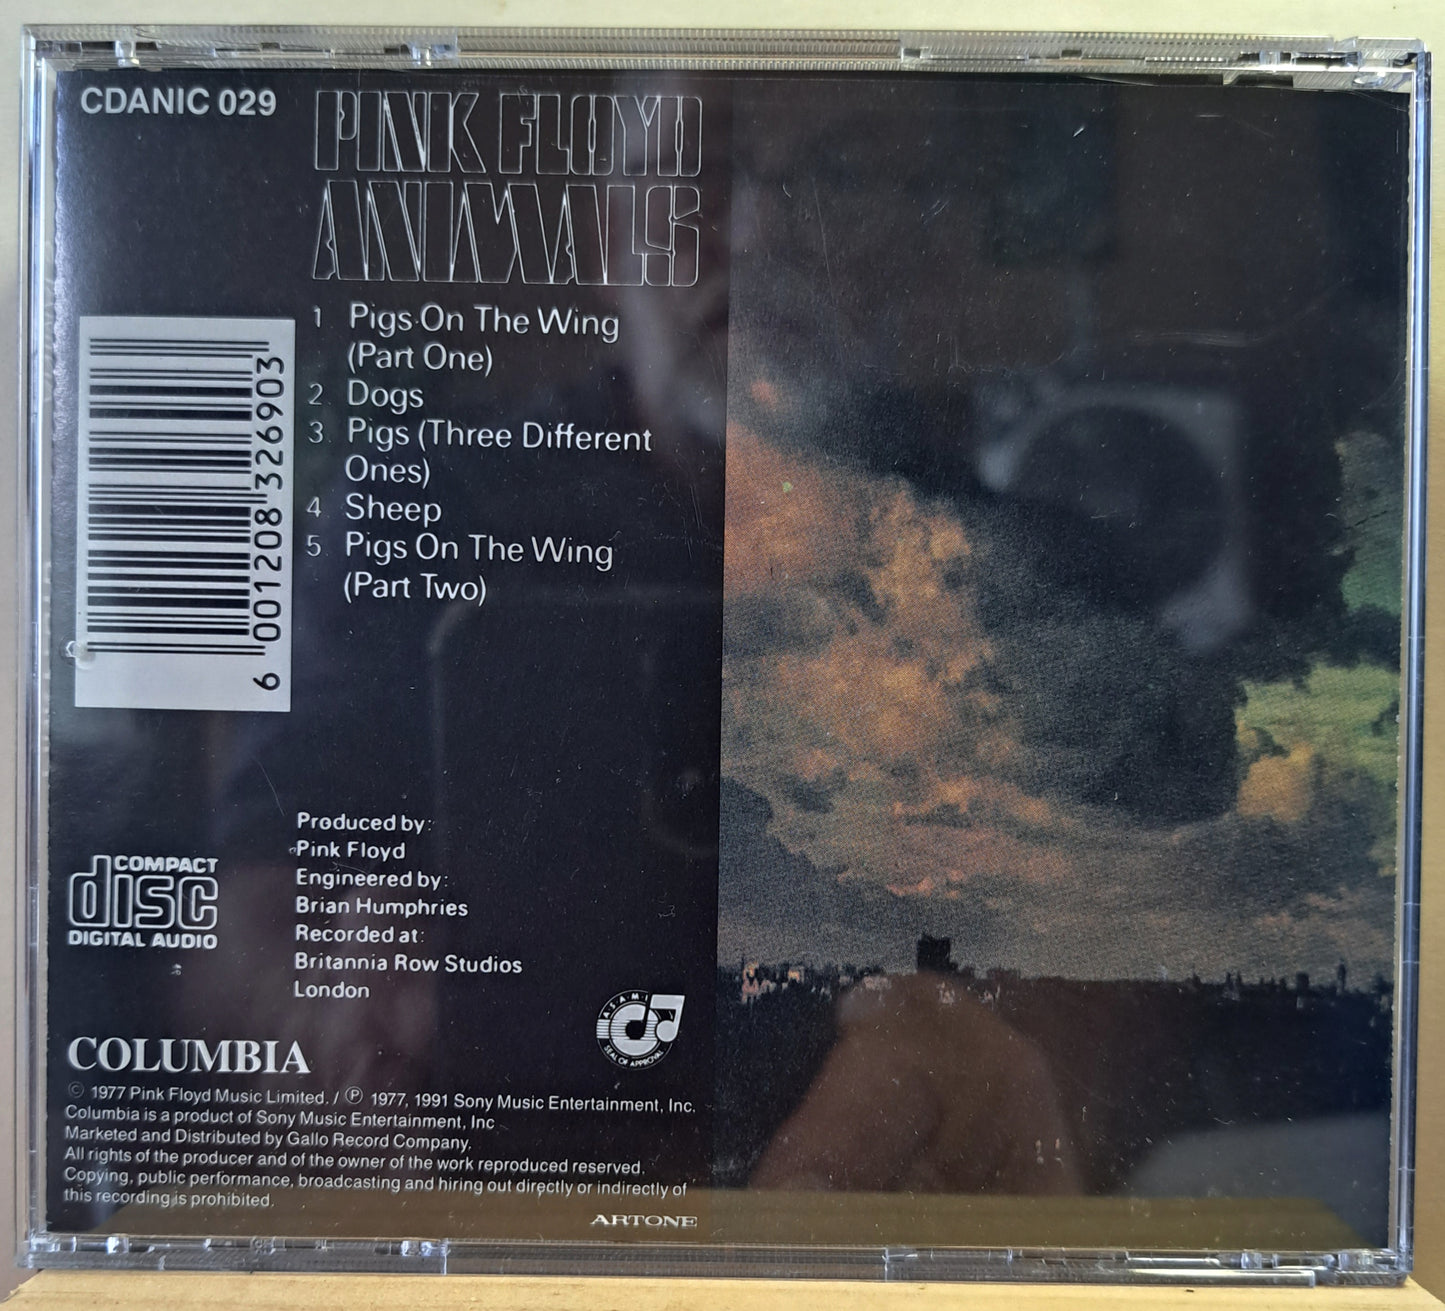 CDANIC 029
PINK FLOYD
ANIMALS
1 Pigs On The Wing
(Part One)
2. Dogs
3. Pigs (Three Different
Ones)
4 Sheep
5. Pigs On The Wing
(Part Two)
6 001208 326903
Produced by:
Pink Floyd
Engineered by:
Brian Humphries
Recorded at:
Britannia Row Studios
London
COMPACT
disc
DIGITAL AUDIO
A.S.A.M.I
SEAL OF APPROVAL
COLUMBIA
© 1977 Pink Floyd Music Limited. / ℗ 1977, 1991 Sony Music Entertainment, Inc.
Columbia is a product of Sony Music Entertainment, Inc
Marketed and Distributed by Gallo Record Company.
All rights of the producer and of the owner of the work reproduced reserved.
Copying, public performance, broadcasting and hiring out directly or indirectly of
this recording is prohibited.
ARTONE